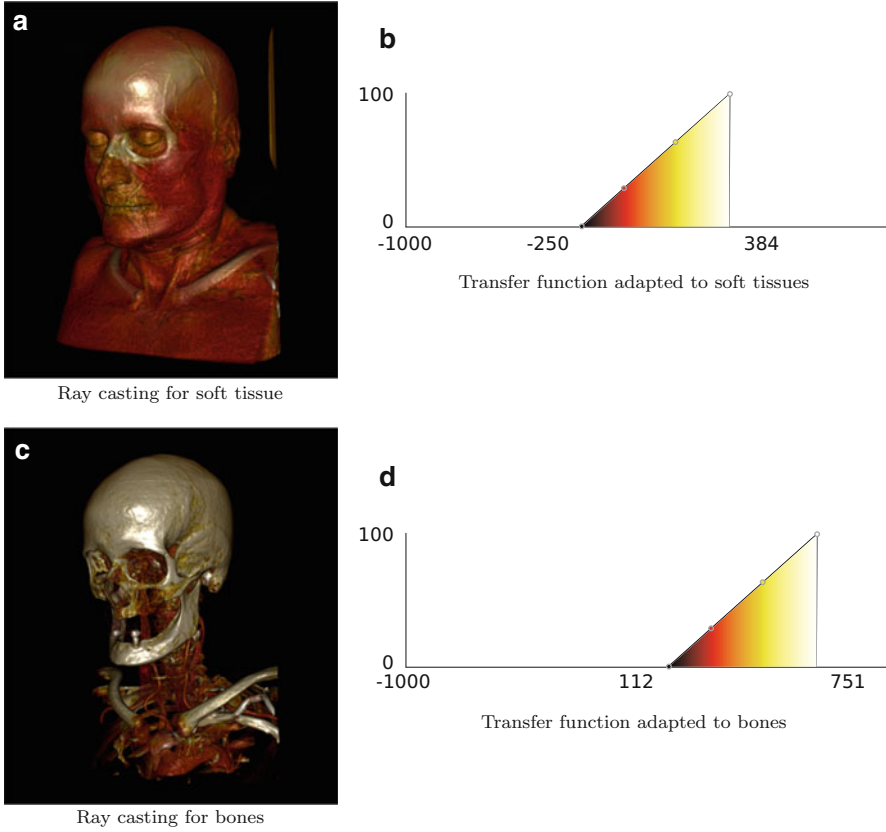 a
b
100
0
-1000 -250 384
Transfer function adapted to soft tissues
Ray casting for soft tissue
c
d
100
0
-1000 112 751
Transfer function adapted to bones
Ray casting for bones